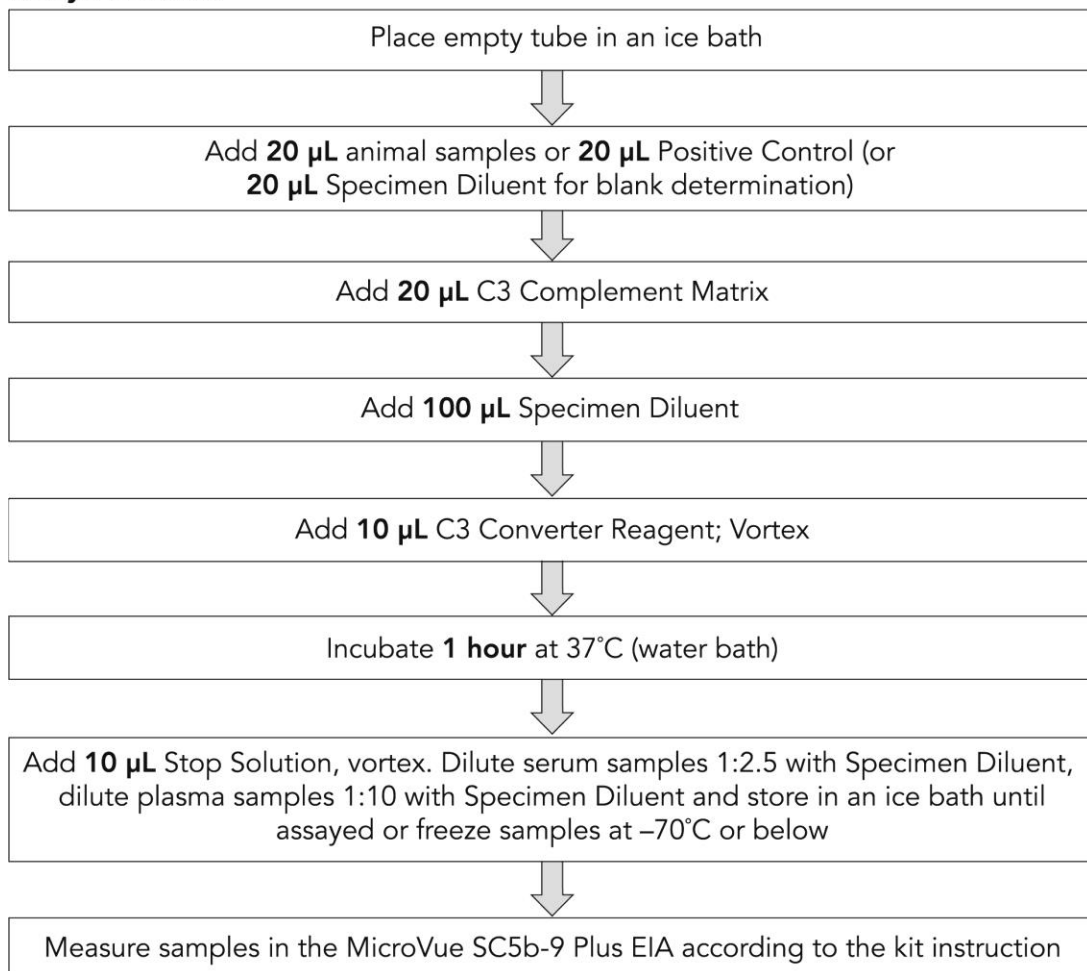 Place empty tube in an ice bath
Add 20 µL animal samples or 20 µL Positive Control (or
20 µL Specimen Diluent for blank determination)
Add 20 µL C3 Complement Matrix
Add 100 µL Specimen Diluent
Add 10 µL C3 Converter Reagent; Vortex
Incubate 1 hour at 37˚C (water bath)
Add 10 µL Stop Solution, vortex. Dilute serum samples 1:2.5 with Specimen Diluent,
dilute plasma samples 1:10 with Specimen Diluent and store in an ice bath until
assayed or freeze samples at –70˚C or below
Measure samples in the MicroVue SC5b-9 Plus EIA according to the kit instruction